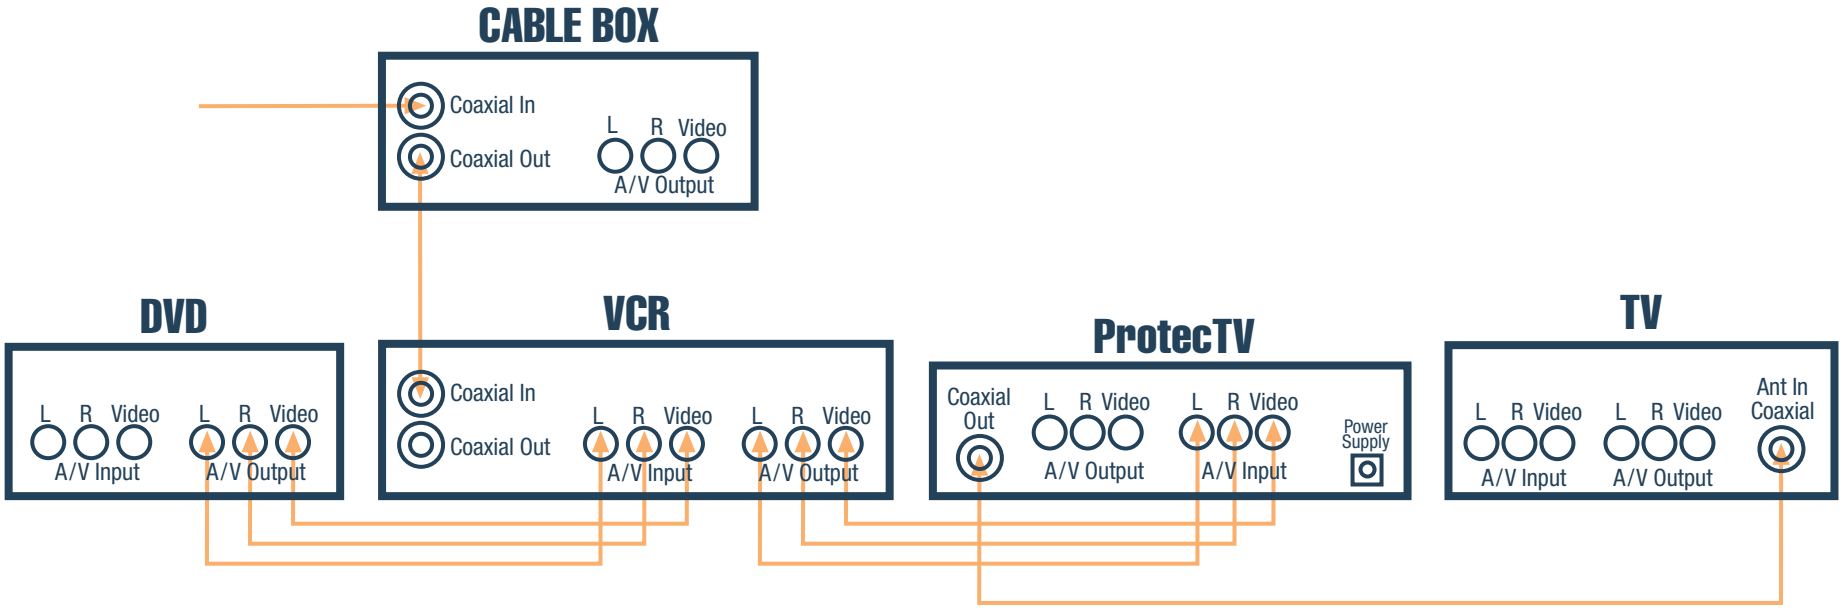 CABLE BOX
Coaxial In
Coaxial Out
L R Video
A/V Output
DVD
L R Video
A/V Input
L R Video
A/V Output
VCR
Coaxial In
Coaxial Out
L R Video
A/V Input
L R Video
A/V Output
ProtecTV
Coaxial
Out
L R Video
A/V Output
L R Video
A/V Input
Power
Supply
TV
L R Video
A/V Input
L R Video
A/V Output
Ant In
Coaxial